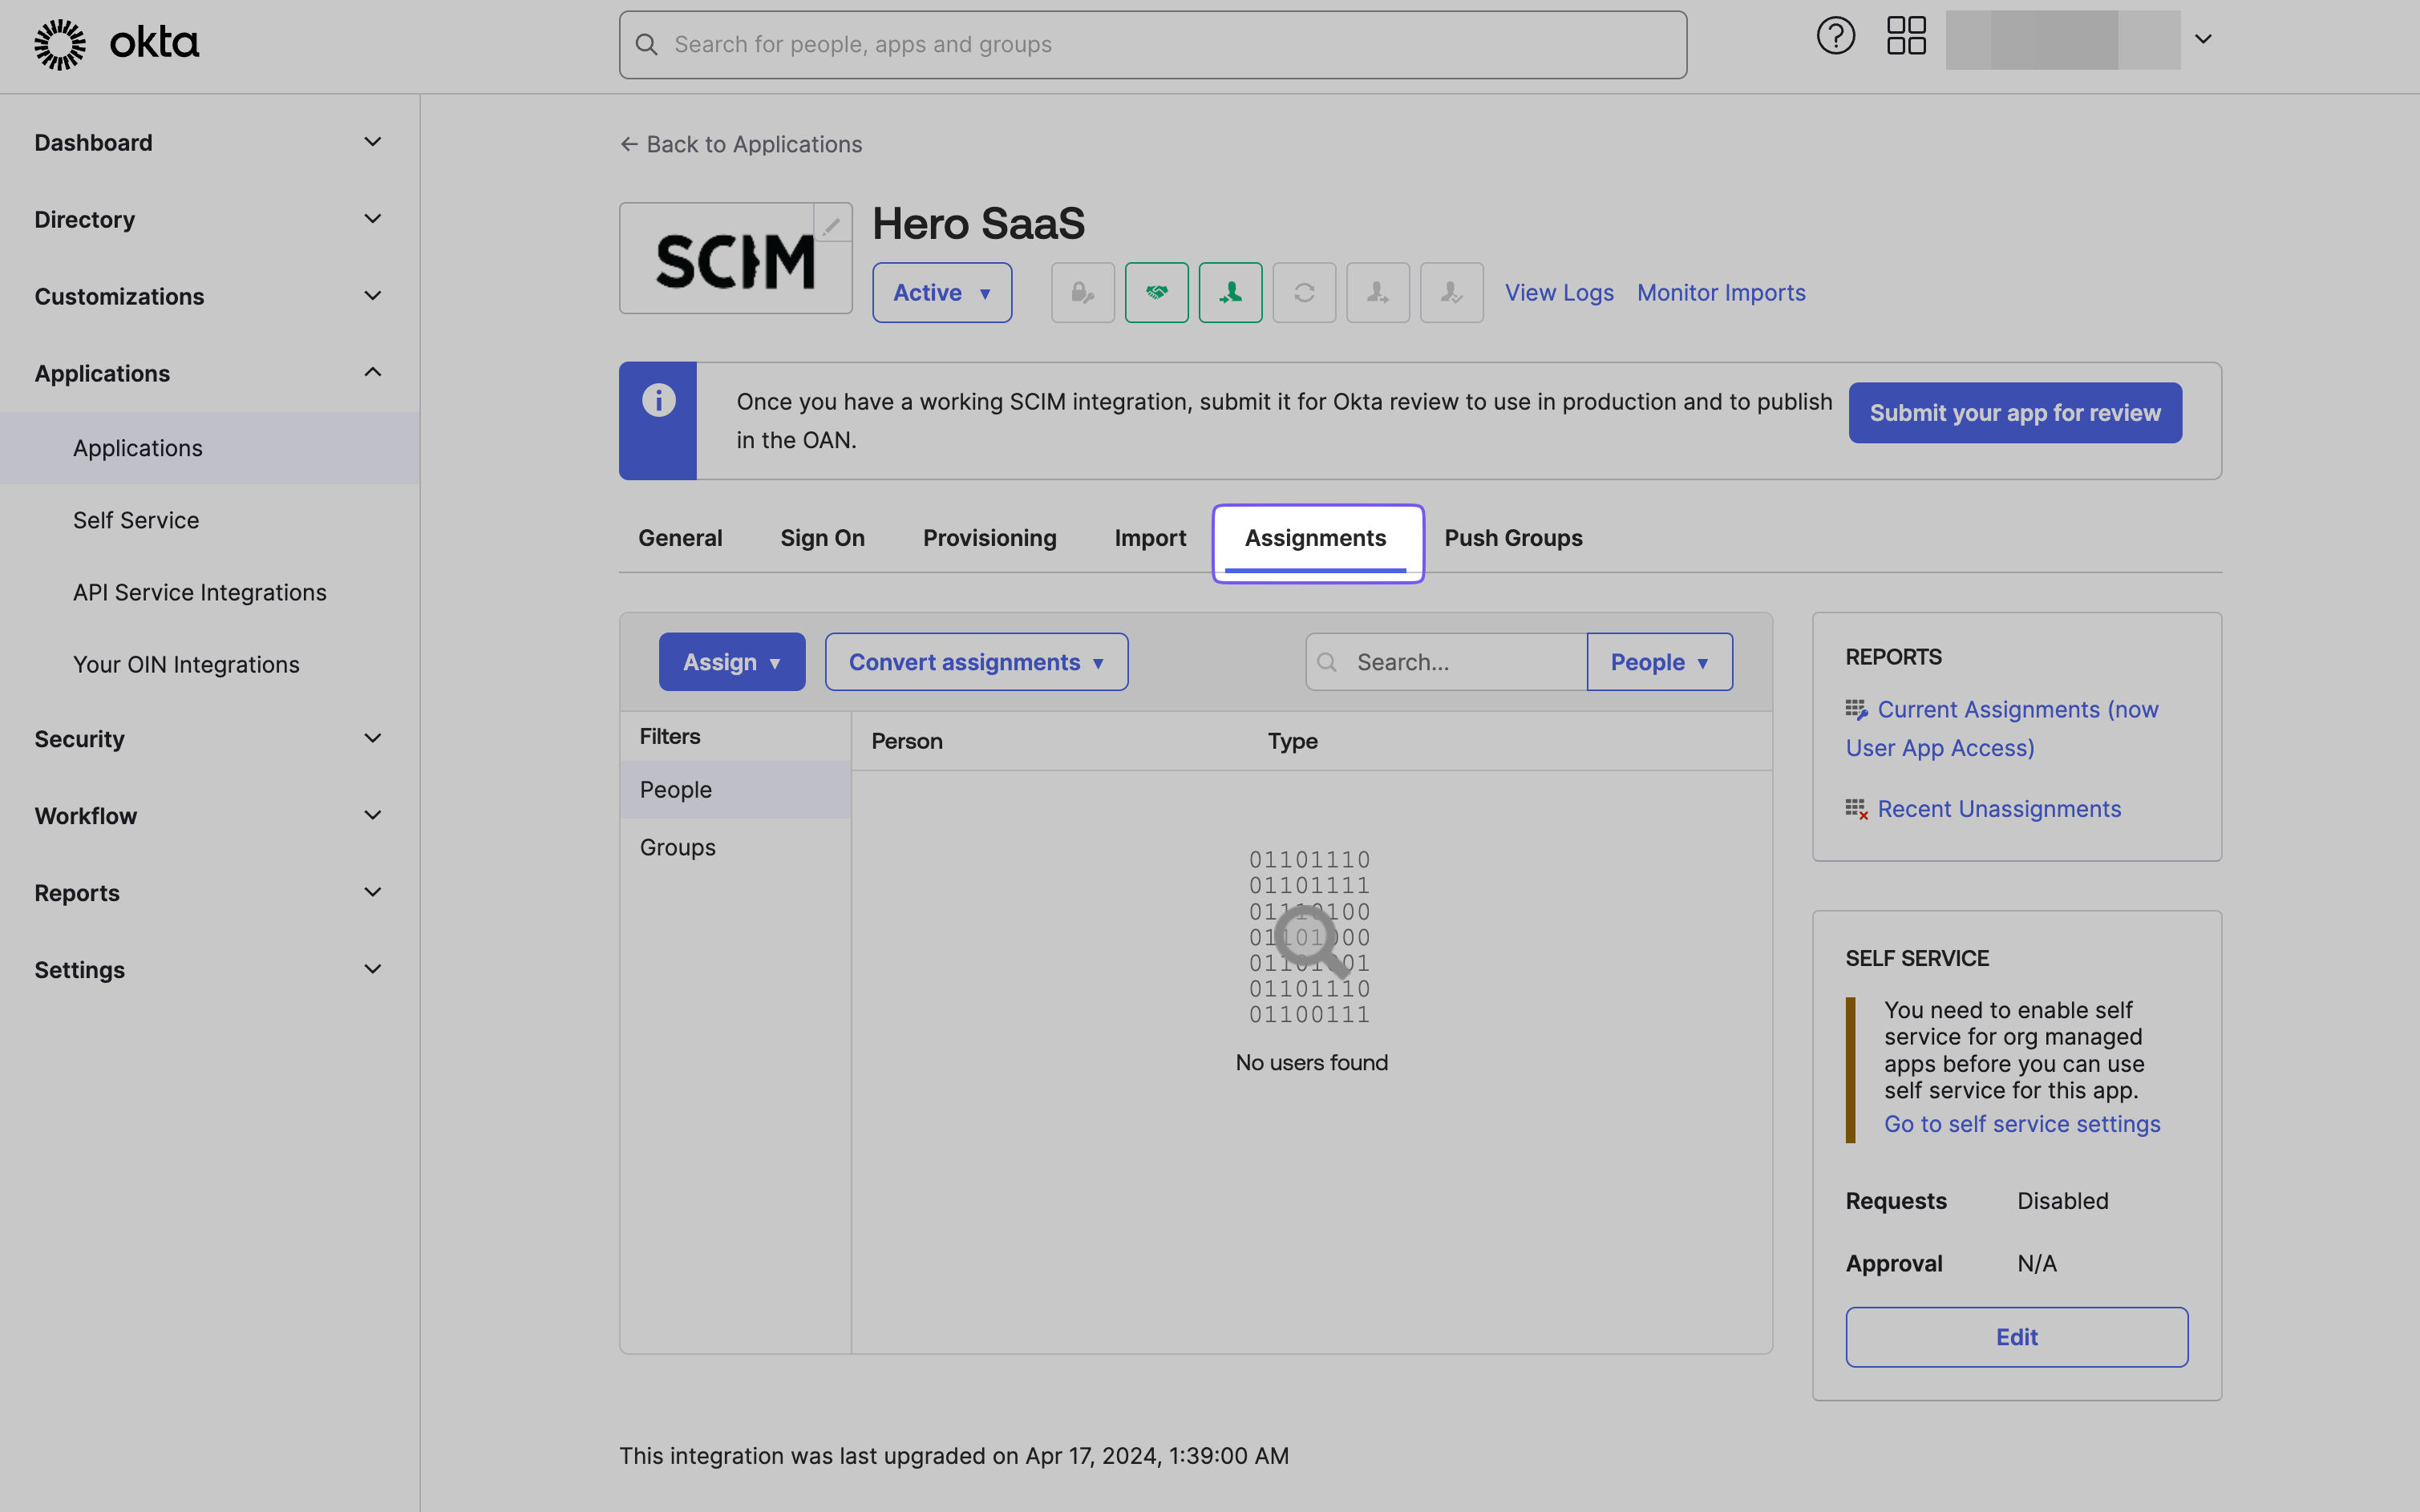 okta
Search for people, apps and groups
Dashboard
Directory
Customizations
Applications
Applications
Self Service
API Service Integrations
Your OIN Integrations
Security
Workflow
Reports
Settings
← Back to Applications
SCIM
Hero SaaS
Active ▼
View Logs
Monitor Imports
Once you have a working SCIM integration, submit it for Okta review to use in production and to publish
in the OAN.
Submit your app for review
General
Sign On
Provisioning
Import
Assignments
Push Groups
Assign ▼
Convert assignments ▼
Search...
People ▼
Filters
People
Groups
Person
Type
01101110
01101111
01110100
01101000
01101001
01101110
01100111
No users found
REPORTS
Current Assignments (now
User App Access)
Recent Unassignments
SELF SERVICE
You need to enable self
service for org managed
apps before you can use
self service for this app.
Go to self service settings
Requests Disabled
Approval N/A
Edit
This integration was last upgraded on Apr 17, 2024, 1:39:00 AM